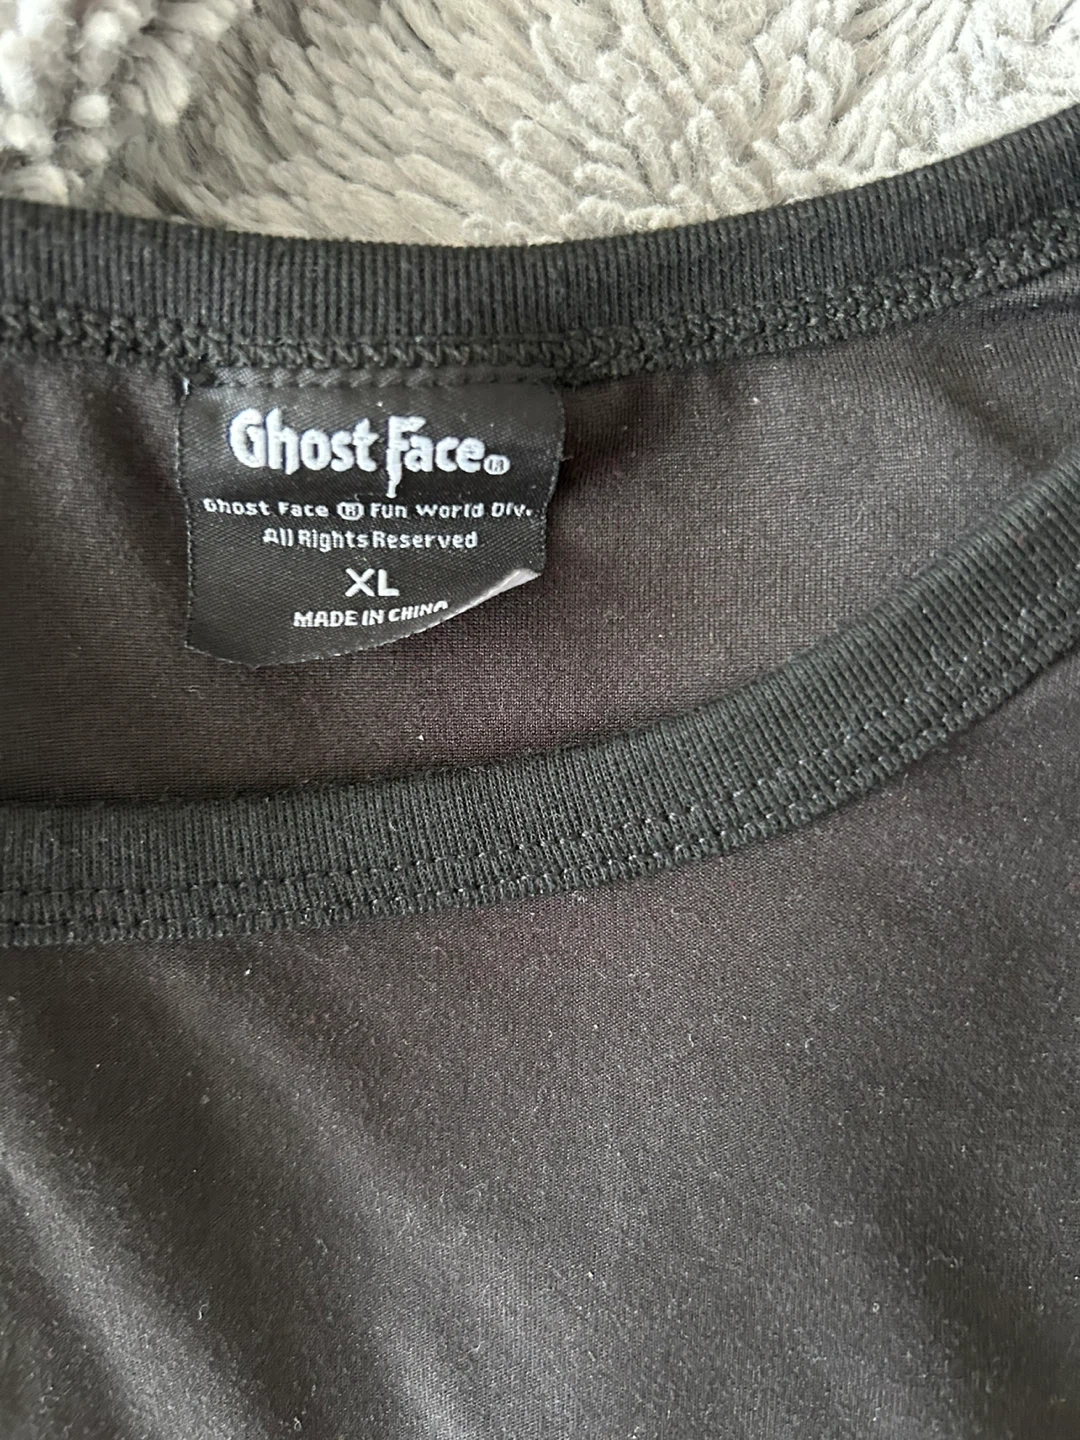 Ghost Face®
Ghost Face ® Fun World Div.
All Rights Reserved
XL
MADE IN CHINA